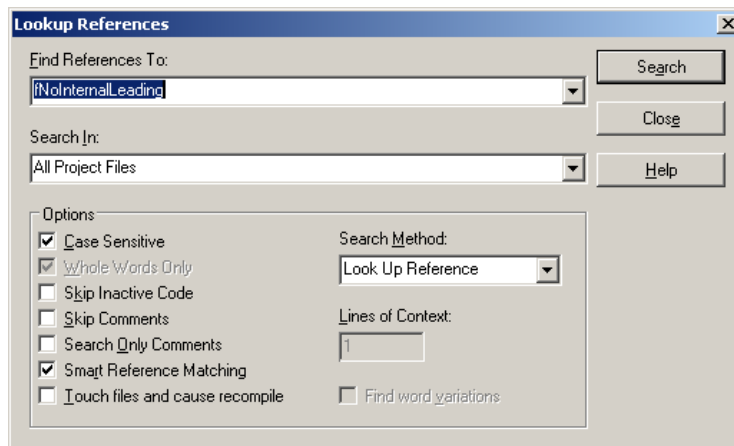 Lookup References
Find References To:
fNoInternalLeading
Search
Close
Search In:
All Project Files
Help
Options
Case Sensitive
Whole Words Only
Skip Inactive Code
Skip Comments
Search Only Comments
Smart Reference Matching
Touch files and cause recompile
Search Method:
Look Up Reference
Lines of Context:
1
Find word variations